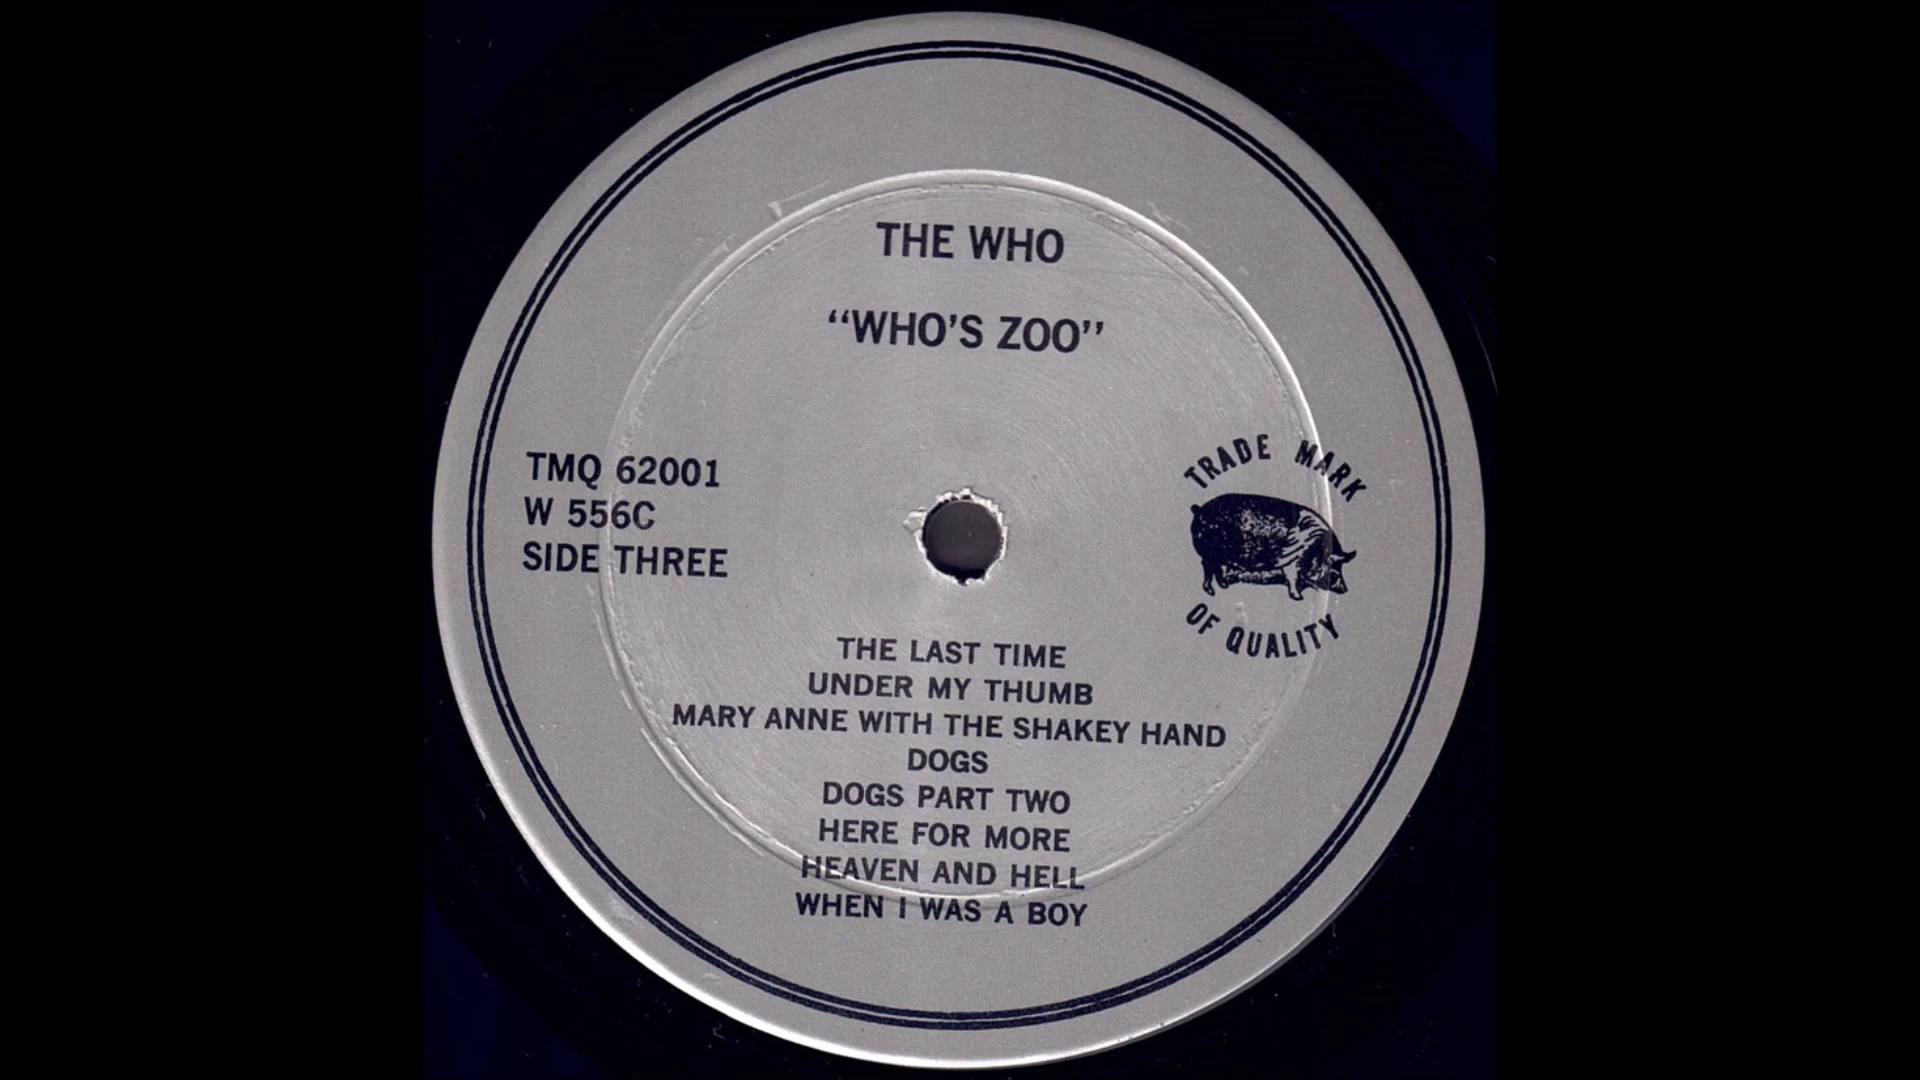 THE WHO
“WHO’S ZOO”
TMQ 62001
W 556C
SIDE THREE
TRADE MARK
OF QUALITY
THE LAST TIME
UNDER MY THUMB
MARY ANNE WITH THE SHAKEY HAND
DOGS
DOGS PART TWO
HERE FOR MORE
HEAVEN AND HELL
WHEN I WAS A BOY